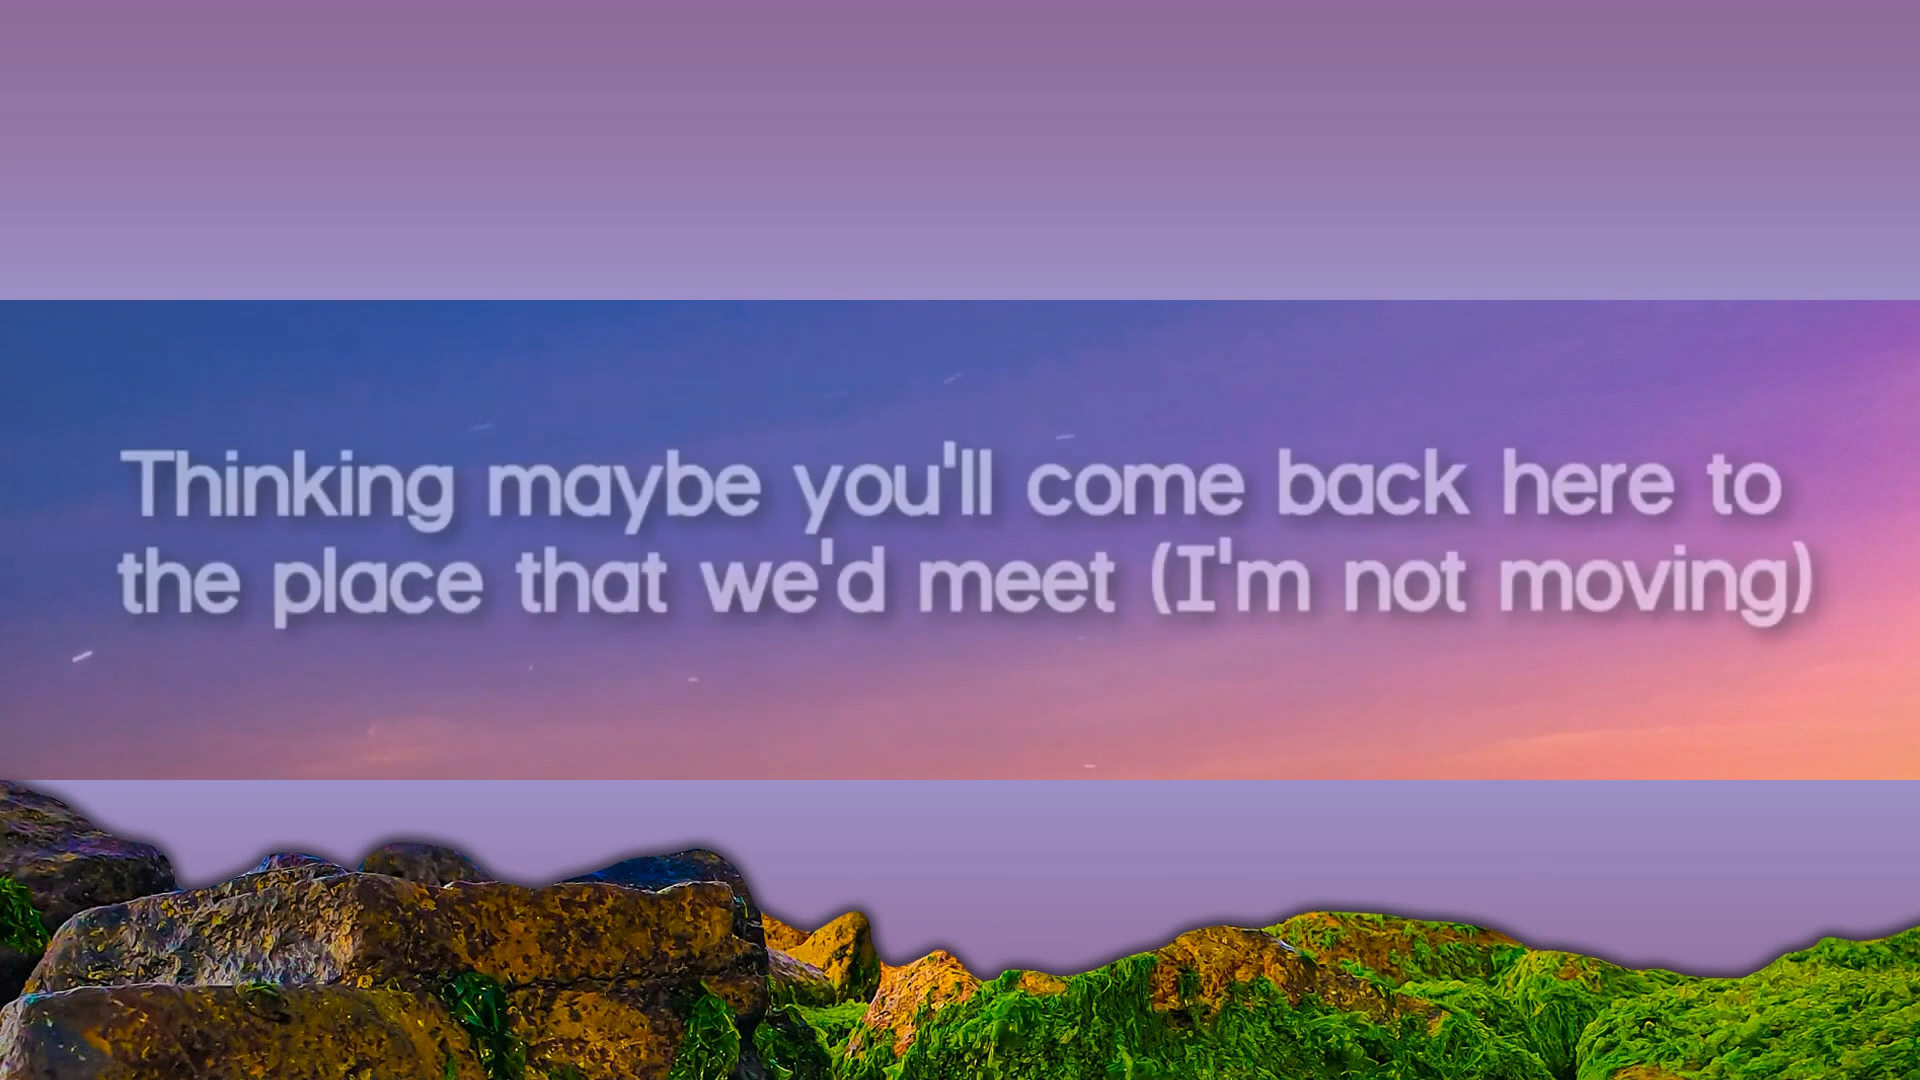 Thinking maybe you'll come back here to
the place that we'd meet (I'm not moving)